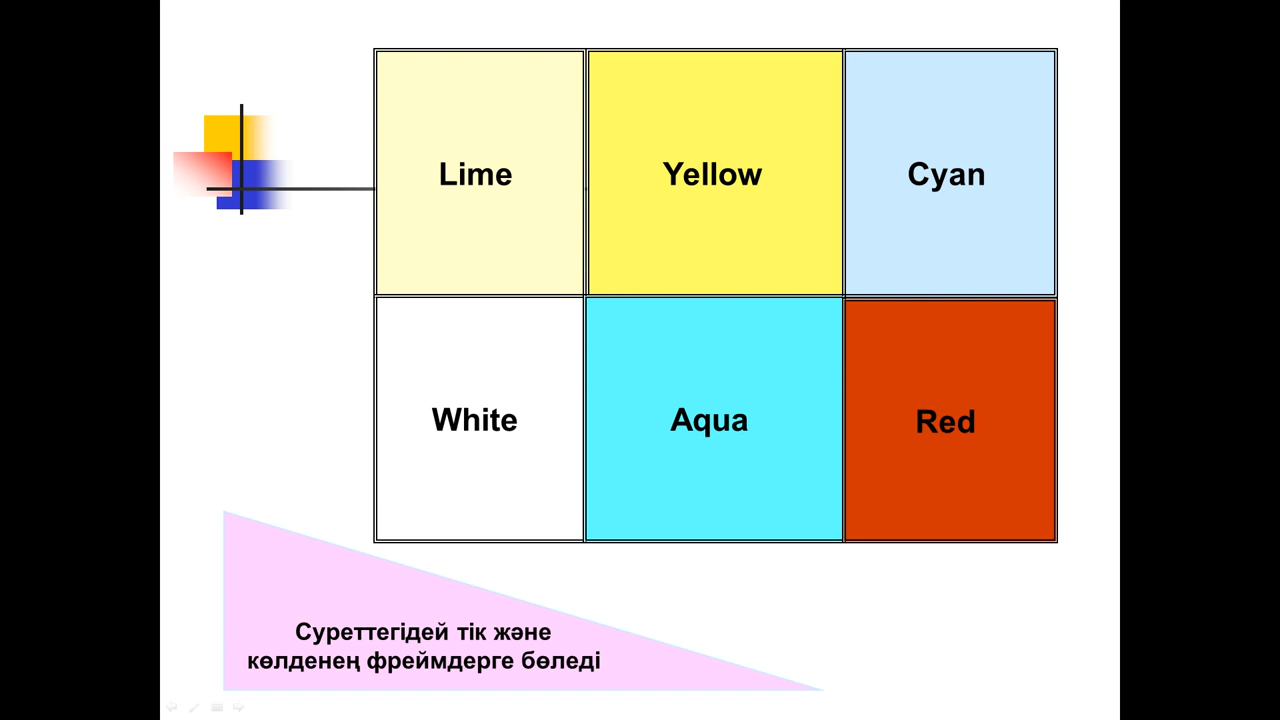 Lime
Yellow
Cyan
White
Aqua
Red
Суреттегідей тік және
көлденең фреймдерге бөледі